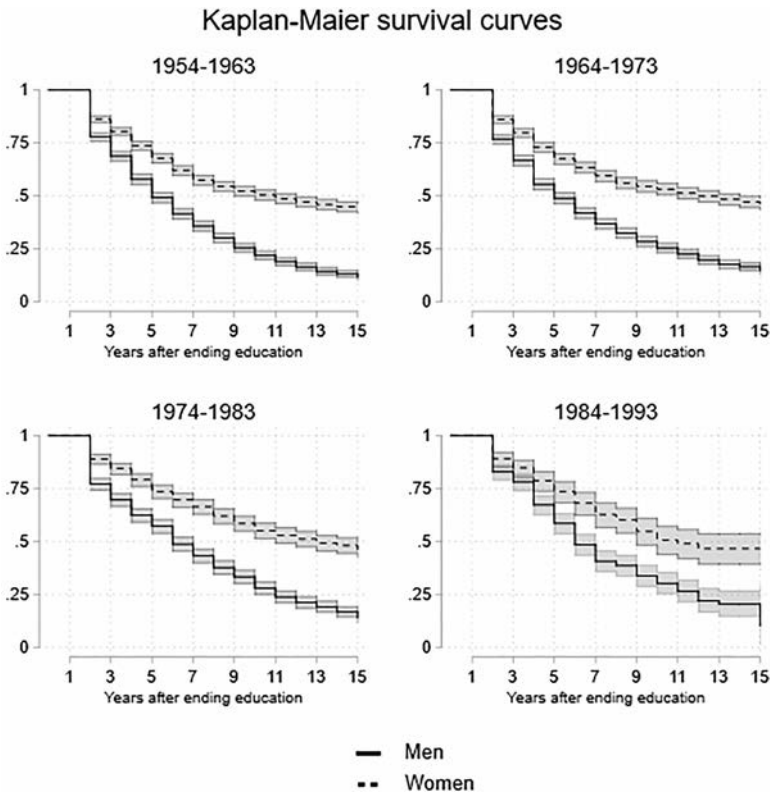 Kaplan-Maier survival curves
1954-1963
1
.75
.5
.25
0
1 3 5 7 9 11 13 15
Years after ending education
1964-1973
1
.75
.5
.25
0
1 3 5 7 9 11 13 15
Years after ending education
1974-1983
1
.75
.5
.25
0
1 3 5 7 9 11 13 15
Years after ending education
1984-1993
1
.75
.5
.25
0
1 3 5 7 9 11 13 15
Years after ending education
Men
Women